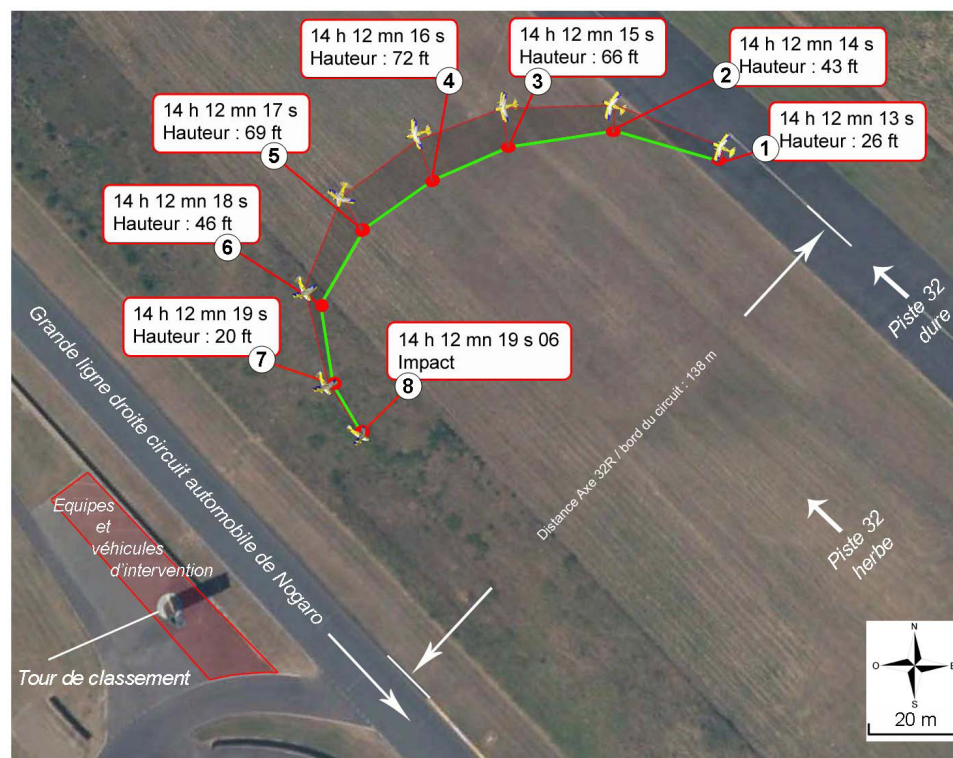 14 h 12 mn 16 s
Hauteur : 72 ft
4
14 h 12 mn 15 s
Hauteur : 66 ft
3
14 h 12 mn 14 s
Hauteur : 43 ft
2
14 h 12 mn 13 s
Hauteur : 26 ft
1
14 h 12 mn 17 s
Hauteur : 69 ft
5
14 h 12 mn 18 s
Hauteur : 46 ft
6
14 h 12 mn 19 s
Hauteur : 20 ft
7
14 h 12 mn 19 s 06
Impact
8
Piste 32
dure
Grande ligne droite circuit automobile de Nogaro
Distance Axe 32R / bord du circuit : 138 m
Piste 32
herbe
Equipes
et
véhicules
d'intervention
Tour de classement
N
O
E
S
20 m